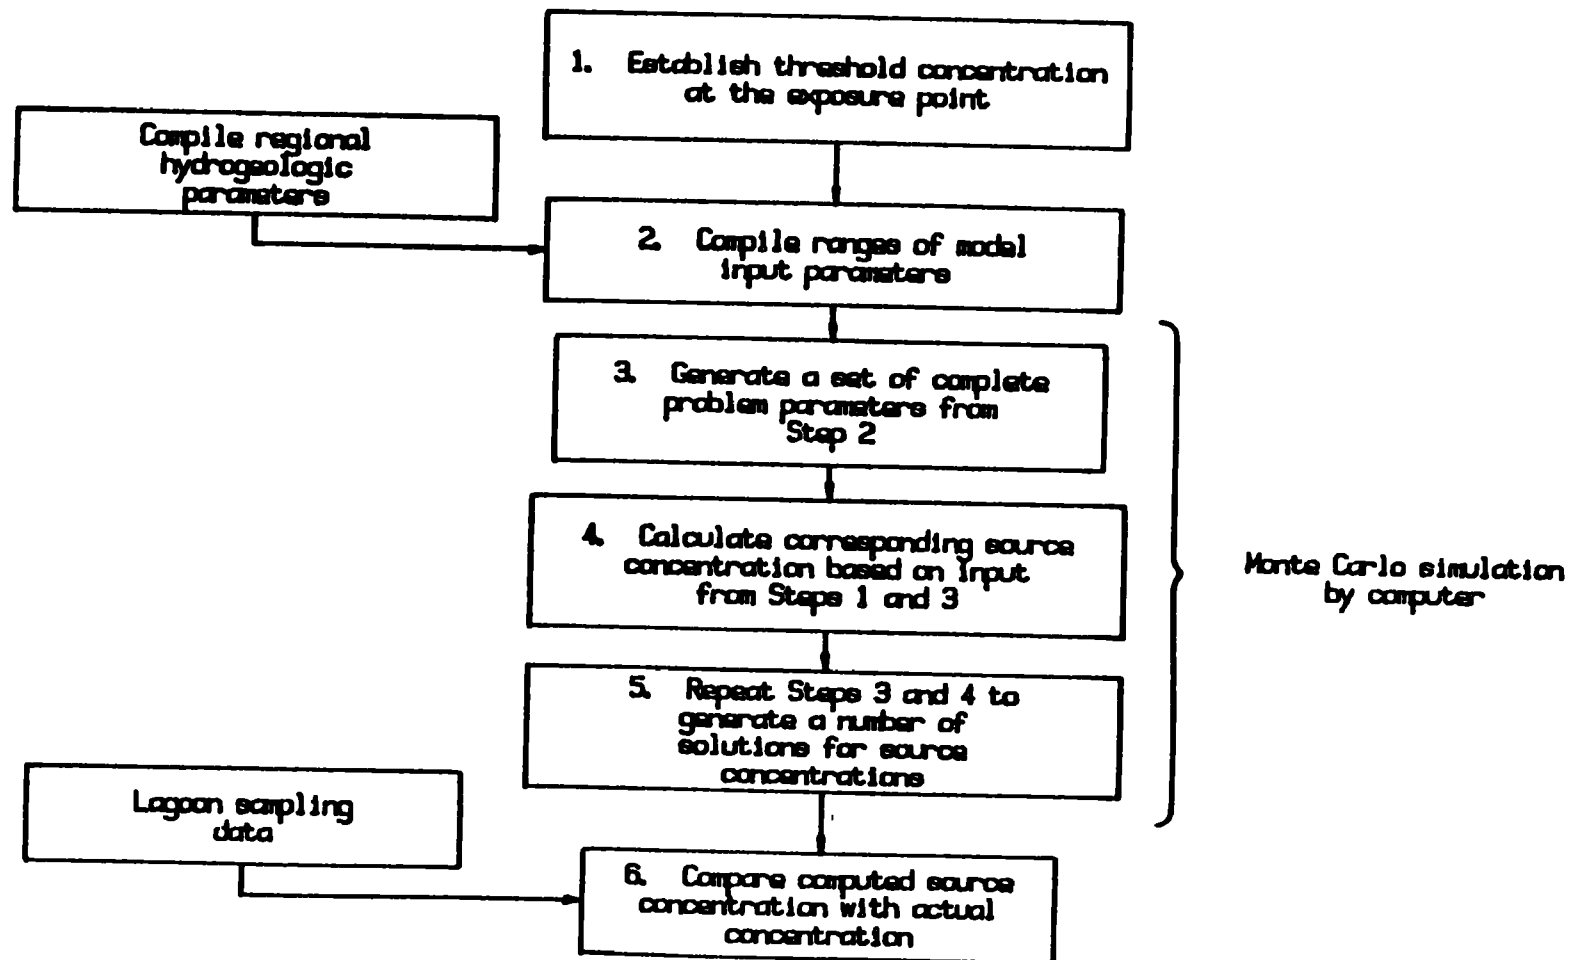 1. Establish threshold concentration
at the exposure point
Compile regional
hydrogeologic
parameters
2. Compile ranges of model
input parameters
3. Generate a set of complete
problem parameters from
Step 2
4. Calculate corresponding source
concentration based on input
from Steps 1 and 3
Monte Carlo simulation
by computer
5. Repeat Steps 3 and 4 to
generate a number of
solutions for source
concentrations
Lagoon sampling
data
6. Compare computed source
concentration with actual
concentration